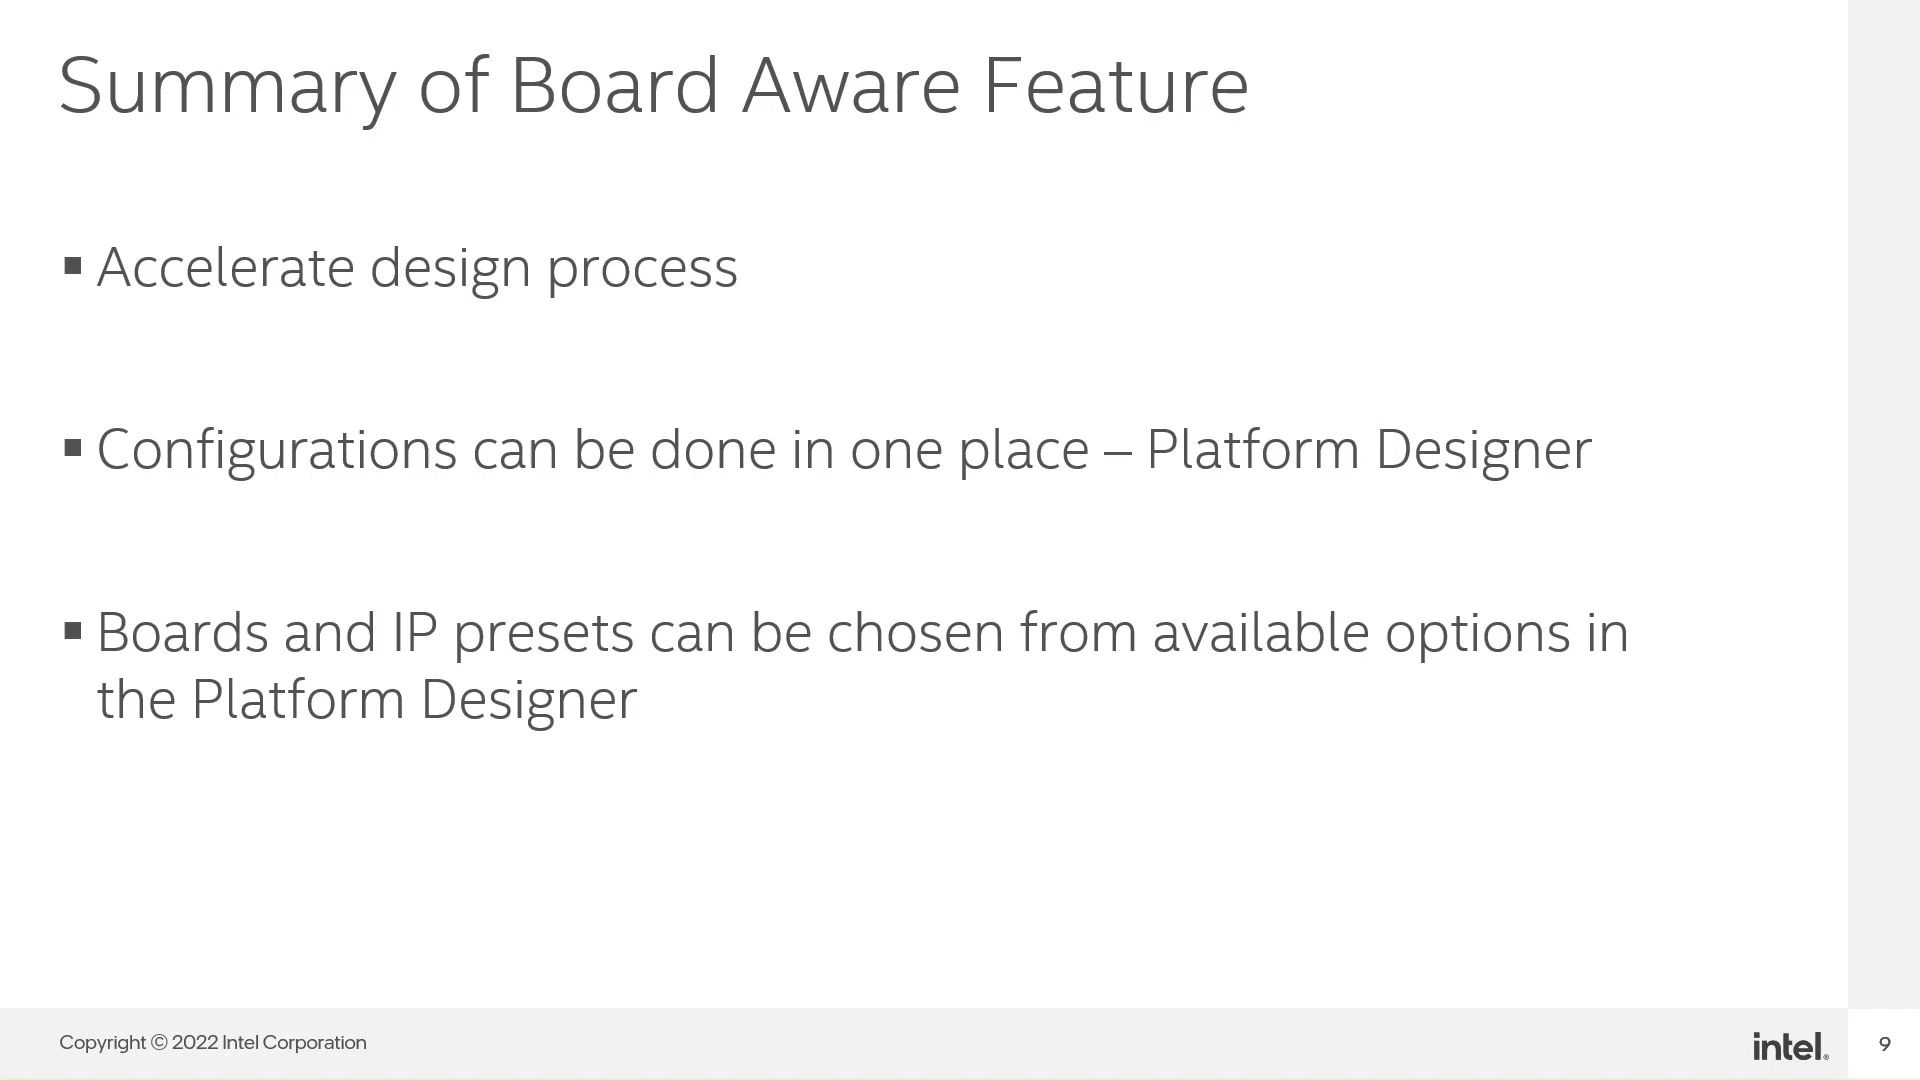 Summary of Board Aware Feature
▪ Accelerate design process
▪ Configurations can be done in one place – Platform Designer
▪ Boards and IP presets can be chosen from available options in
the Platform Designer
Copyright © 2022 Intel Corporation
intel®
9